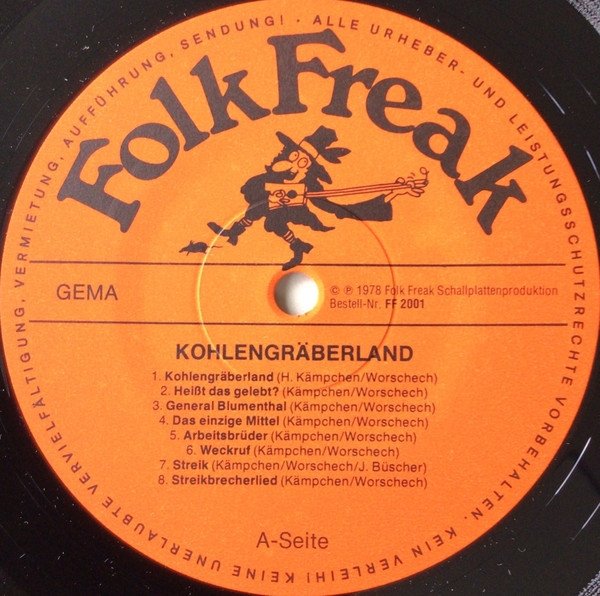 KEINE UNERLAUBTE VERVIELFÄLTIGUNG, VERMIETUNG, AUFFÜHRUNG, SENDUNG! · ALLE URHEBER- UND LEISTUNGSSCHUTZRECHTE VORBEHALTEN. KEIN VERLEIH!
FolkFreak
GEMA
© ℗ 1978 Folk Freak Schallplattenproduktion
Bestell-Nr. FF 2001
KOHLENGRÄBERLAND
1. Kohlengräberland (H. Kämpchen/Worschech)
2. Heißt das gelebt? (Kämpchen/Worschech)
3. General Blumenthal (Kämpchen/Worschech)
4. Das einzige Mittel (Kämpchen/Worschech)
5. Arbeitsbrüder (Kämpchen/Worschech)
6. Weckruf (Kämpchen/Worschech)
7. Streik (Kämpchen/Worschech/J. Büscher)
8. Streikbrecherlied (Kämpchen/Worschech)
A-Seite